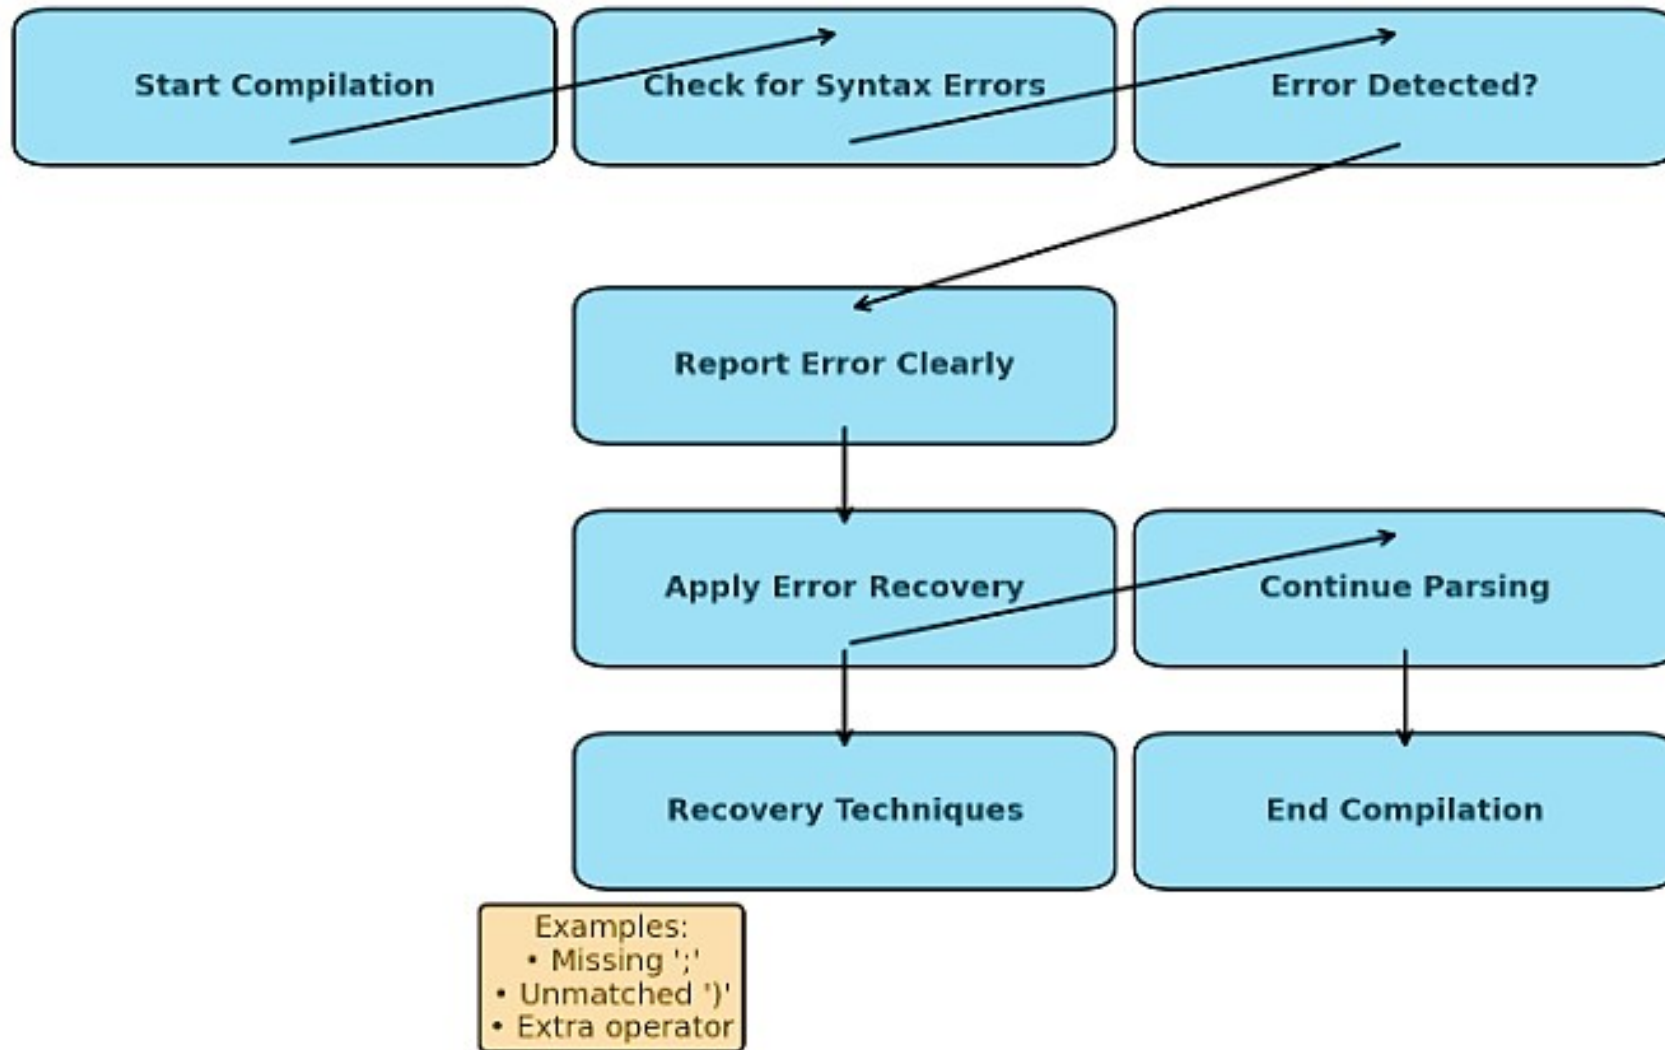 Start Compilation
Check for Syntax Errors
Error Detected?
Report Error Clearly
Apply Error Recovery
Continue Parsing
Recovery Techniques
End Compilation
Examples:
• Missing ';'
• Unmatched ')'
• Extra operator